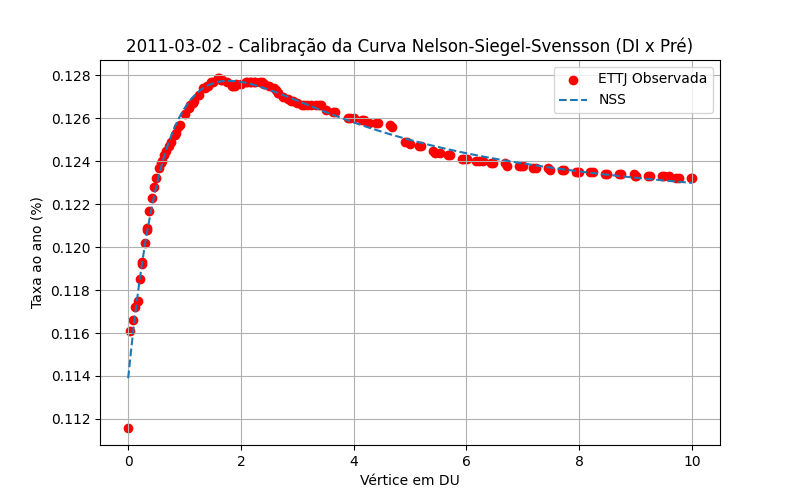 2011-03-02 - Calibração da Curva Nelson-Siegel-Svensson (DI x Pré)
ETTJ Observada
NSS
Taxa ao ano (%)
0.128
0.126
0.124
0.122
0.120
0.118
0.116
0.114
0.112
0 2 4 6 8 10
Vértice em DU